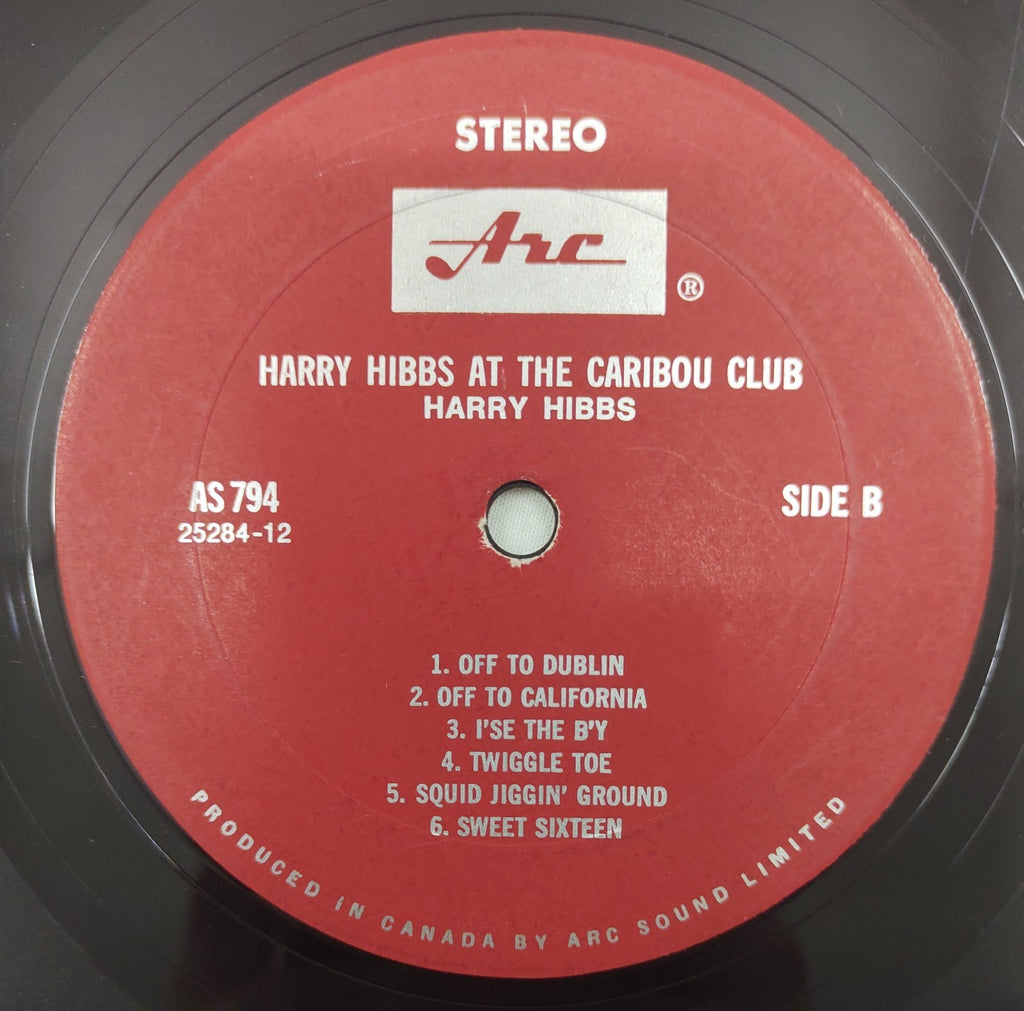 STEREO
Arc
®
HARRY HIBBS AT THE CARIBOU CLUB
HARRY HIBBS
AS 794
25284-12
SIDE B
1. OFF TO DUBLIN
2. OFF TO CALIFORNIA
3. I'SE THE B'Y
4. TWIGGLE TOE
5. SQUID JIGGIN' GROUND
6. SWEET SIXTEEN
PRODUCED IN CANADA BY ARC SOUND LIMITED